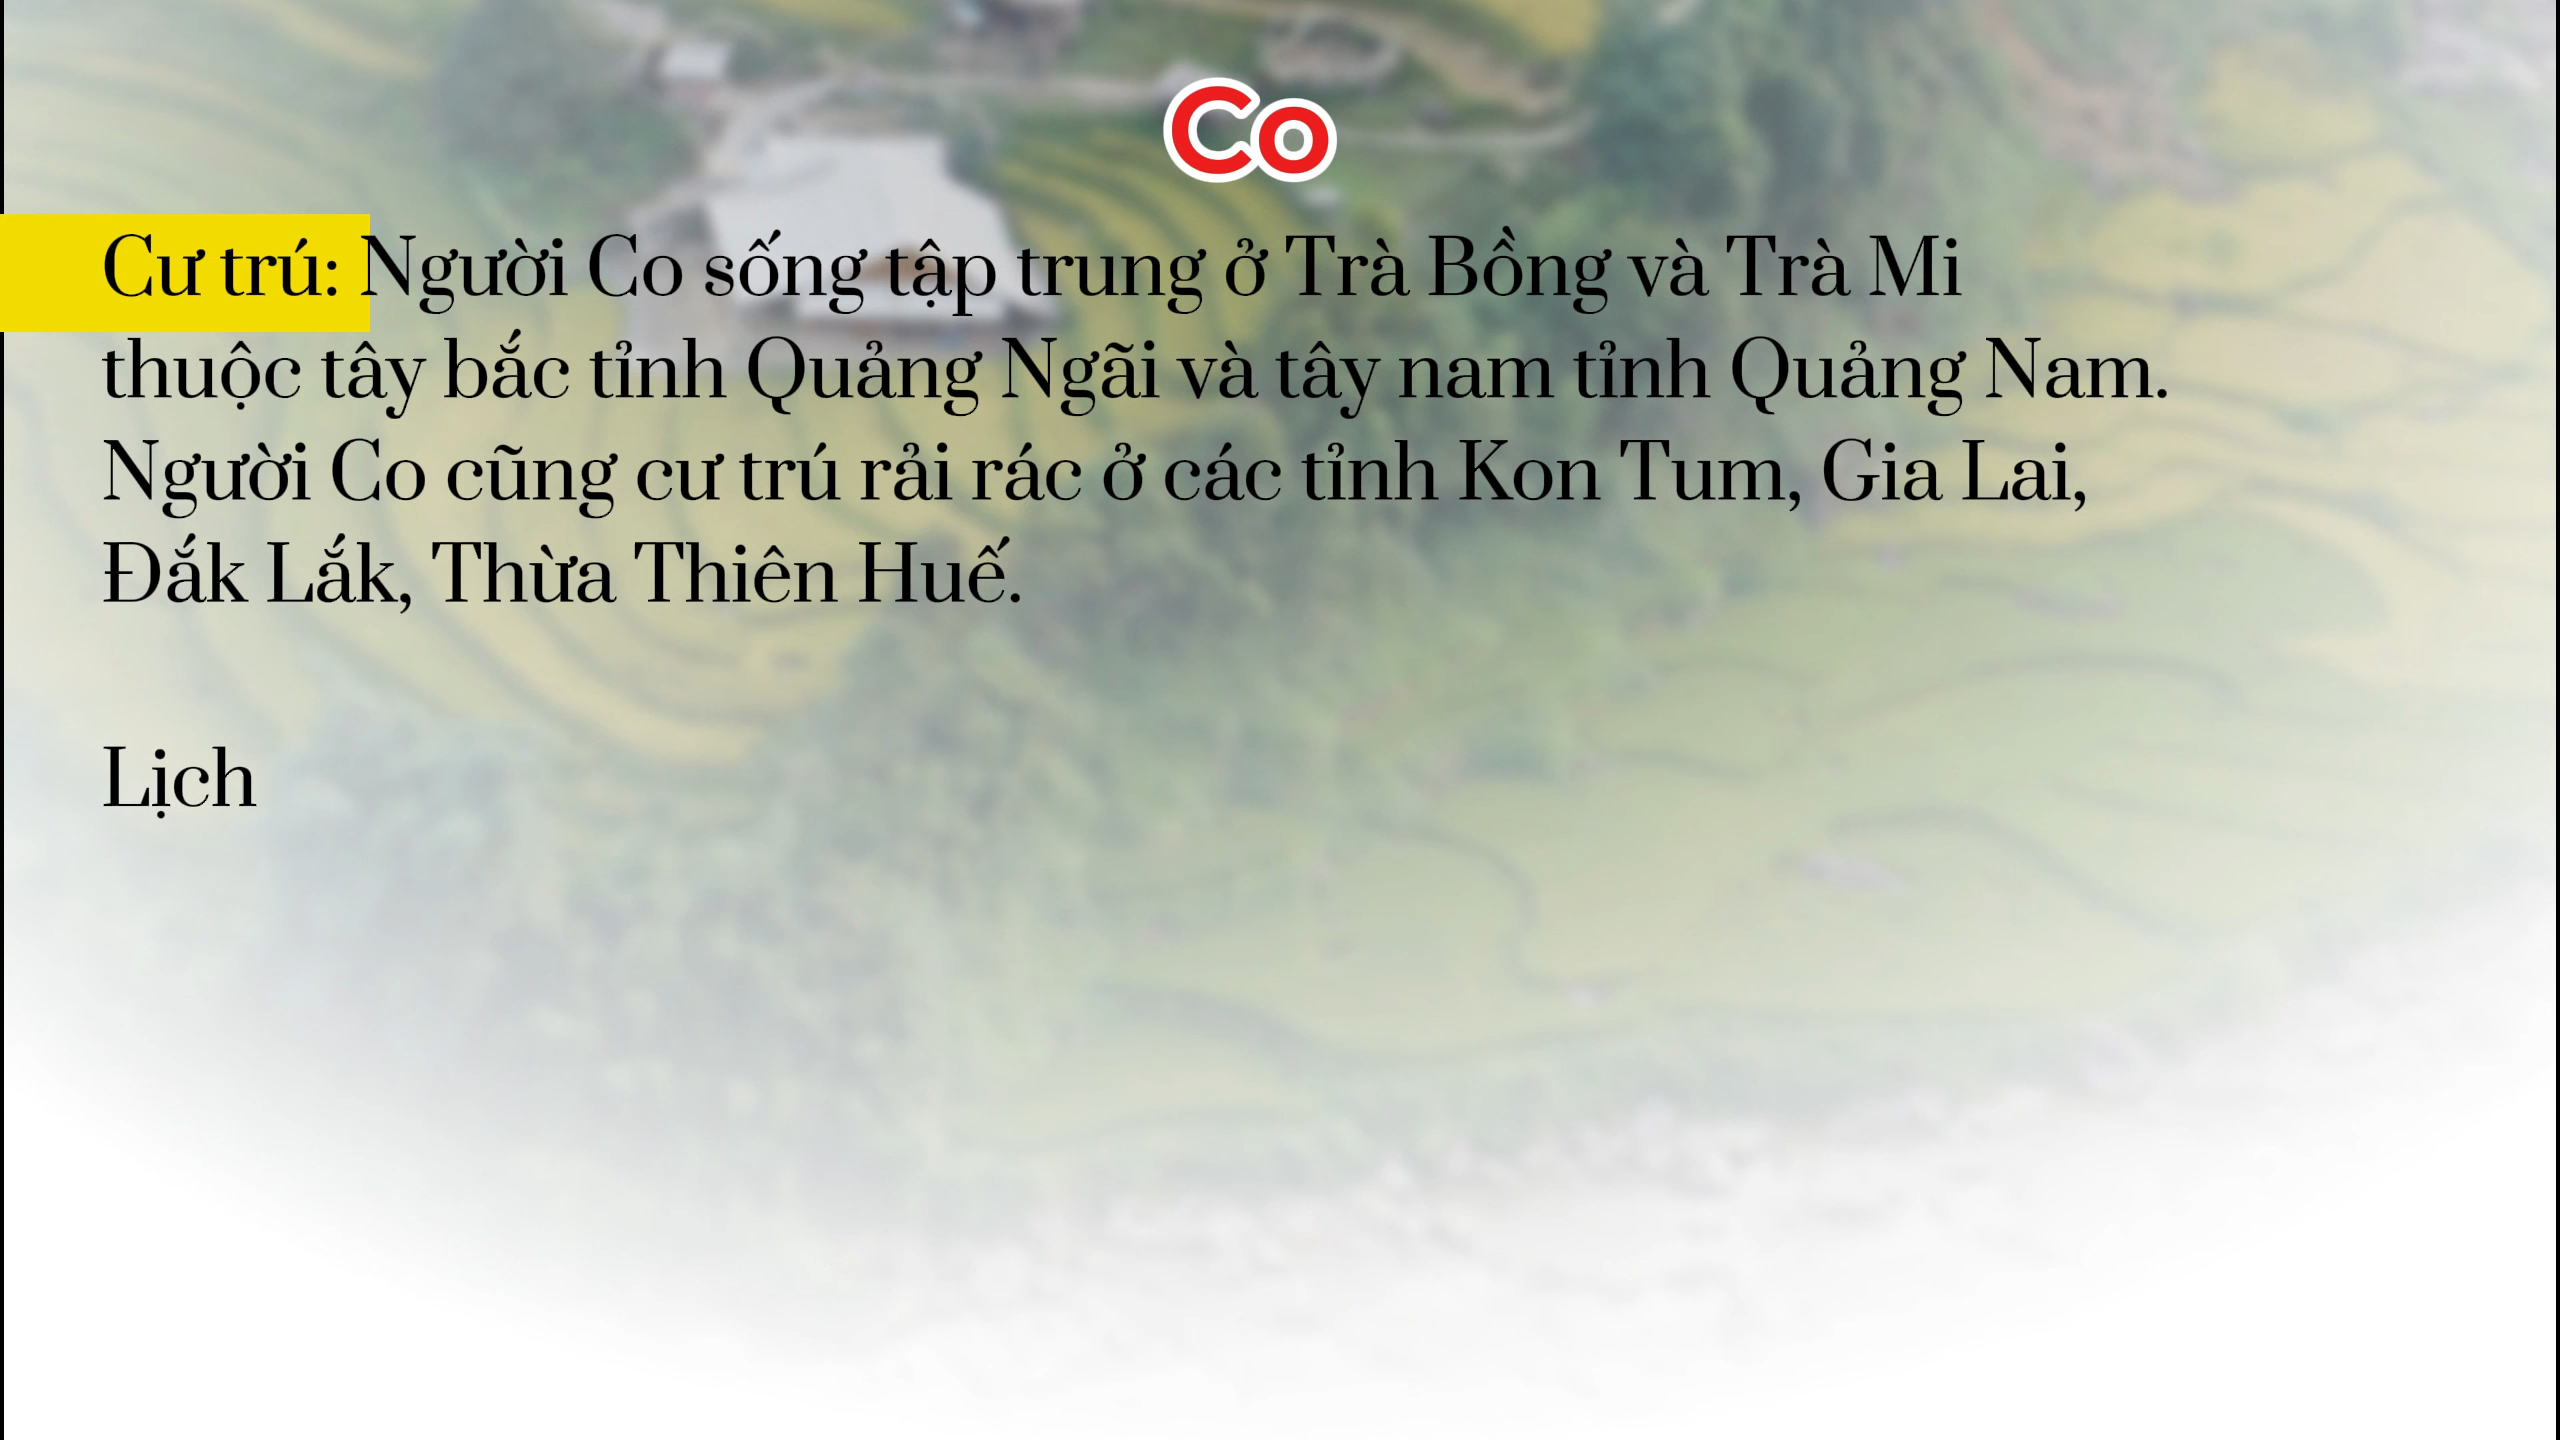 Co
Cư trú: Người Co sống tập trung ở Trà Bồng và Trà Mi
thuộc tây bắc tỉnh Quảng Ngãi và tây nam tỉnh Quảng Nam.
Người Co cũng cư trú rải rác ở các tỉnh Kon Tum, Gia Lai,
Đắk Lắk, Thừa Thiên Huế.
Lịch